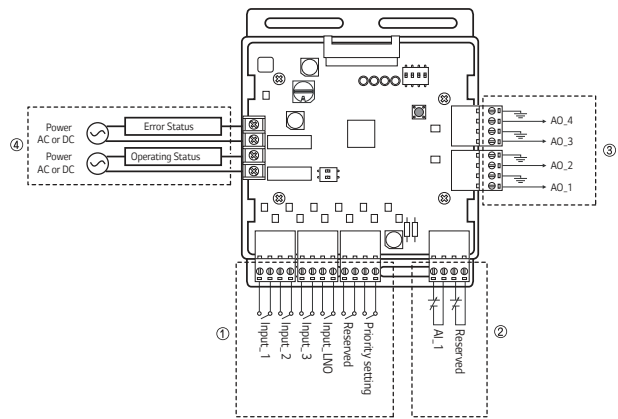 Power
AC or DC
Error Status
④
Power
AC or DC
Operating Status
AO_4
AO_3
③
AO_2
AO_1
①
Input_1
Input_2
Input_3
Input_LNO
Reserved
Priority setting
AI_1
Reserved
②